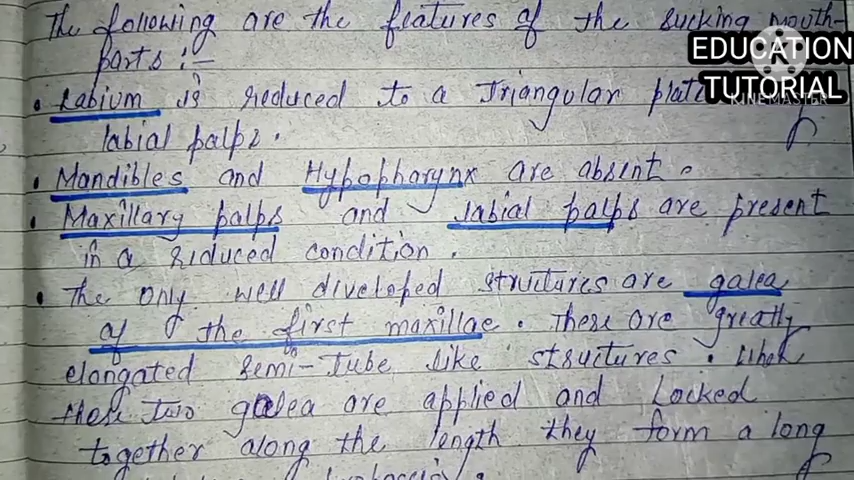 The following are the features of the sucking mouth-
parts :-
EDUCATION
TUTORIAL
KINEMASTER
• Labium is reduced to a Triangular plate
labial palps.
• Mandibles and Hypopharynx are absent.
• Maxillary palps and labial palps are present
in a reduced condition.
• The only well diveloped structures are galea
of the first maxillae. These are greatly
elongated semi-Tube like structures. When
these two galea are applied and Locked
together along the length they form a long